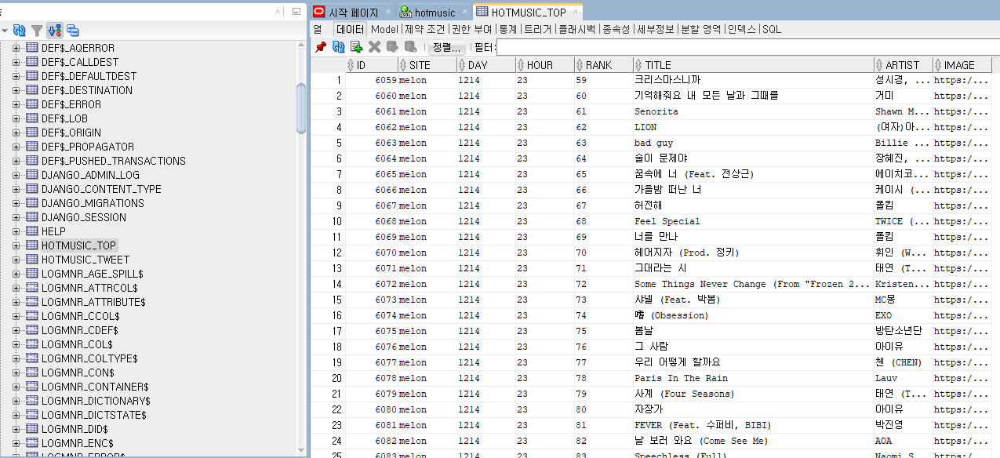 시작 페이지 hotmusic HOTMUSIC_TOP
열 데이터 Model 제약 조건 권한 부여 통계 트리거 플래시백 종속성 세부정보 분할 영역 인덱스 SQL
정렬... 필터:
DEF$_AQERROR
DEF$_CALLDEST
DEF$_DEFAULTDEST
DEF$_DESTINATION
DEF$_ERROR
DEF$_LOB
DEF$_ORIGIN
DEF$_PROPAGATOR
DEF$_PUSHED_TRANSACTIONS
DJANGO_ADMIN_LOG
DJANGO_CONTENT_TYPE
DJANGO_MIGRATIONS
DJANGO_SESSION
HELP
HOTMUSIC_TOP
HOTMUSIC_TWEET
LOGMNR_AGE_SPILL$
LOGMNR_ATTRCOL$
LOGMNR_ATTRIBUTE$
LOGMNR_CCOL$
LOGMNR_CDEF$
LOGMNR_COL$
LOGMNR_COLTYPE$
LOGMNR_CON$
LOGMNR_CONTAINER$
LOGMNR_DICTIONARY$
LOGMNR_DICTSTATE$
LOGMNR_DID$
LOGMNR_ENC$
LOGMNR_ERROR$
ID SITE DAY HOUR RANK TITLE ARTIST IMAGE
1 6059 melon 1214 23 59 크리스마스니까 성시경, ... https:/...
2 6060 melon 1214 23 60 기억해줘요 내 모든 날과 그때를 거미 https:/...
3 6061 melon 1214 23 61 Senorita Shawn M... https:/...
4 6062 melon 1214 23 62 LION (여자)아... https:/...
5 6063 melon 1214 23 63 bad guy Billie ... https:/...
6 6064 melon 1214 23 64 술이 문제야 장혜진, ... https:/...
7 6065 melon 1214 23 65 꿈속에 너 (Feat. 전상근) 에이치코... https:/...
8 6066 melon 1214 23 66 가을밤 떠난 너 케이시 (... https:/...
9 6067 melon 1214 23 67 허전해 폴킴 https:/...
10 6068 melon 1214 23 68 Feel Special TWICE (... https:/...
11 6069 melon 1214 23 69 너를 만나 폴킴 https:/...
12 6070 melon 1214 23 70 헤어지자 (Prod. 정키) 휘인 (W... https:/...
13 6071 melon 1214 23 71 그대라는 시 태연 (T... https:/...
14 6072 melon 1214 23 72 Some Things Never Change (From "Frozen 2... Kristen... https:/...
15 6073 melon 1214 23 73 샤넬 (Feat. 박봄) MC몽 https:/...
16 6074 melon 1214 23 74 (Obsession) EXO https:/...
17 6075 melon 1214 23 75 봄날 방탄소년단 https:/...
18 6076 melon 1214 23 76 그 사람 아이유 https:/...
19 6077 melon 1214 23 77 우리 어떻게 할까요 첸 (CHEN) https:/...
20 6078 melon 1214 23 78 Paris In The Rain Lauv https:/...
21 6079 melon 1214 23 79 사계 (Four Seasons) 태연 (T... https:/...
22 6080 melon 1214 23 80 자장가 아이유 https:/...
23 6081 melon 1214 23 81 FEVER (Feat. 수퍼비, BIBI) 박진영 https:/...
24 6082 melon 1214 23 82 날 보러 와요 (Come See Me) AOA https:/...
25 6083 melon 1214 23 83 Speechless (Full) Naomi S... https:/...